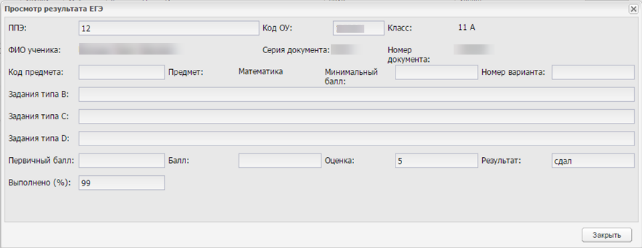 Просмотр результата ЕГЭ
ППЭ: 12 Код ОУ: Класс: 11 А
ФИО ученика: Серия документа: Номер документа:
Код предмета: Предмет: Математика Минимальный балл: Номер варианта:
Задания типа В:
Задания типа С:
Задания типа D:
Первичный балл: Балл: Оценка: 5 Результат: сдал
Выполнено (%): 99
Закрыть